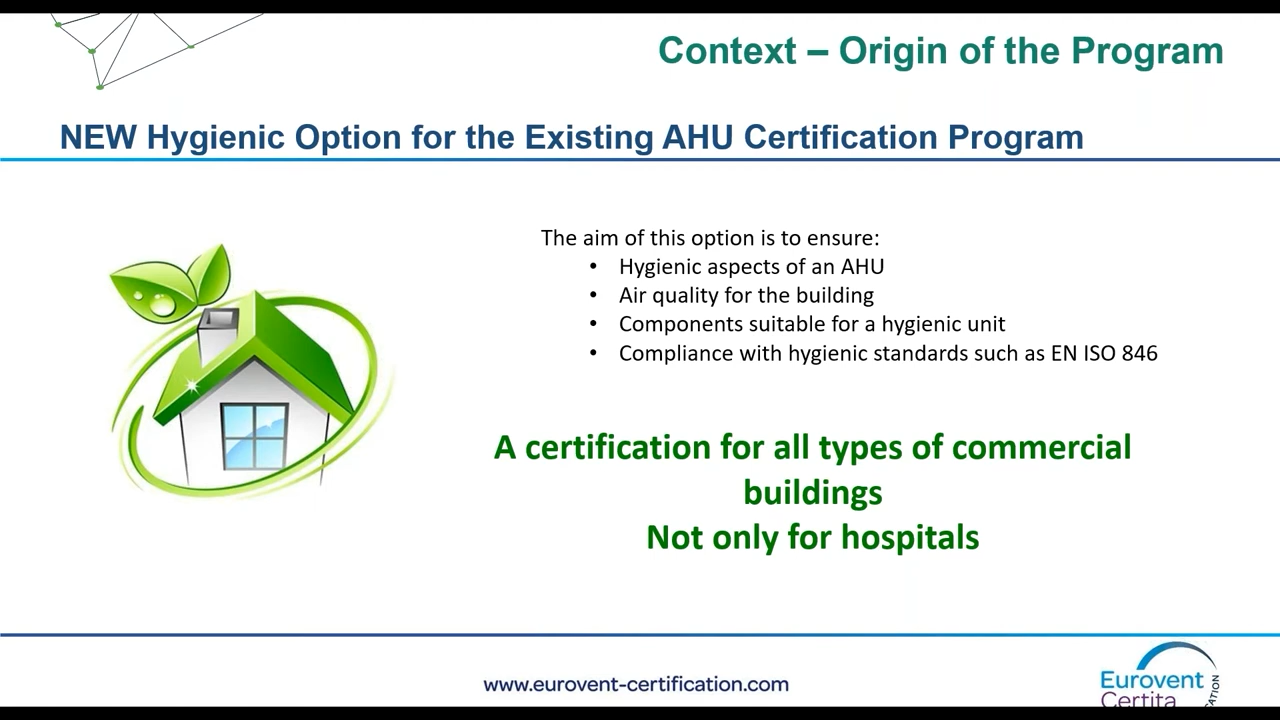 Context – Origin of the Program
NEW Hygienic Option for the Existing AHU Certification Program
The aim of this option is to ensure:
• Hygienic aspects of an AHU
• Air quality for the building
• Components suitable for a hygienic unit
• Compliance with hygienic standards such as EN ISO 846
A certification for all types of commercial
buildings
Not only for hospitals
www.eurovent-certification.com
Eurovent
Certita